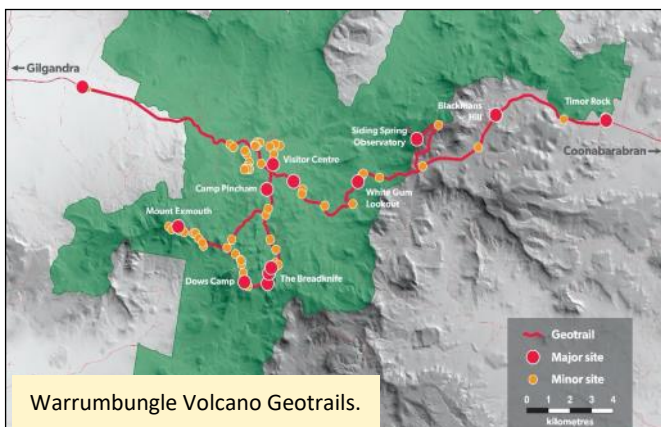 ← Gilgandra
Blackmans
Hill
Timor Rock
Siding Spring
Observatory
Coonabarabran
→
Visitor Centre
Camp Pincham
White Gum
Lookout
Mount Exmouth
Dows Camp
The Breadknife
Geotrail
Major site
Minor site
0 1 2 3 4
kilometres
Warrumbungle Volcano Geotrails.